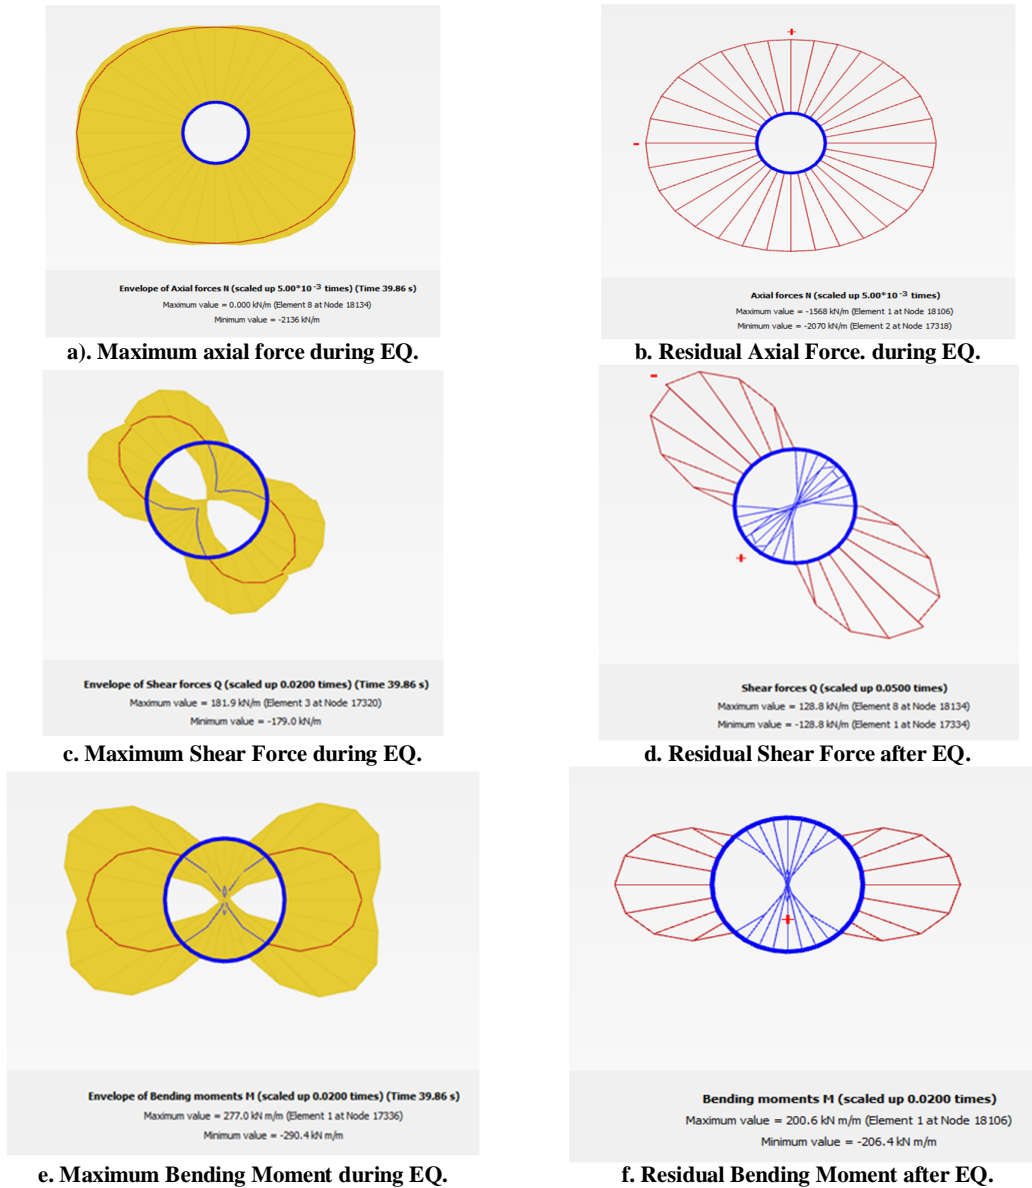 Envelope of Axial forces N (scaled up 5.00*10 -3 times) (Time 39.86 s)
Maximum value = 0.000 kN/m (Element 8 at Node 18134)
Minimum value = -2136 kN/m
a). Maximum axial force during EQ.
+
-
Axial forces N (scaled up 5.00*10 -3 times)
Maximum value = -1568 kN/m (Element 1 at Node 18106)
Minimum value = -2070 kN/m (Element 2 at Node 17318)
b. Residual Axial Force. during EQ.
Envelope of Shear forces Q (scaled up 0.0200 times) (Time 39.86 s)
Maximum value = 181.9 kN/m (Element 3 at Node 17320)
Minimum value = -179.0 kN/m
c. Maximum Shear Force during EQ.
-
+
Shear forces Q (scaled up 0.0500 times)
Maximum value = 128.8 kN/m (Element 8 at Node 18134)
Minimum value = -128.8 kN/m (Element 1 at Node 17334)
d. Residual Shear Force after EQ.
Envelope of Bending moments M (scaled up 0.0200 times) (Time 39.86 s)
Maximum value = 277.0 kN m/m (Element 1 at Node 17336)
Minimum value = -290.4 kN m/m
e. Maximum Bending Moment during EQ.
+
Bending moments M (scaled up 0.0200 times)
Maximum value = 200.6 kN m/m (Element 1 at Node 18106)
Minimum value = -206.4 kN m/m
f. Residual Bending Moment after EQ.